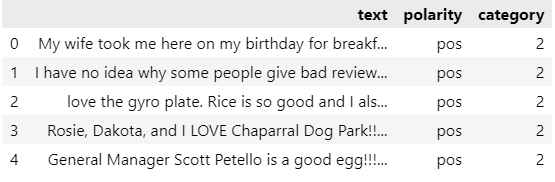 text polarity category
0 My wife took me here on my birthday for breakf... pos 2
1 I have no idea why some people give bad review... pos 2
2 love the gyro plate. Rice is so good and I als... pos 2
3 Rosie, Dakota, and I LOVE Chaparral Dog Park!!... pos 2
4 General Manager Scott Petello is a good egg!!!... pos 2